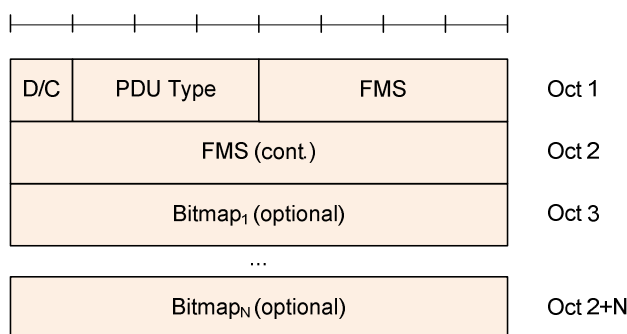 D/C PDU Type FMS Oct 1
FMS (cont.) Oct 2
Bitmap₁ (optional) Oct 3
...
Bitmapₙ (optional) Oct 2+N